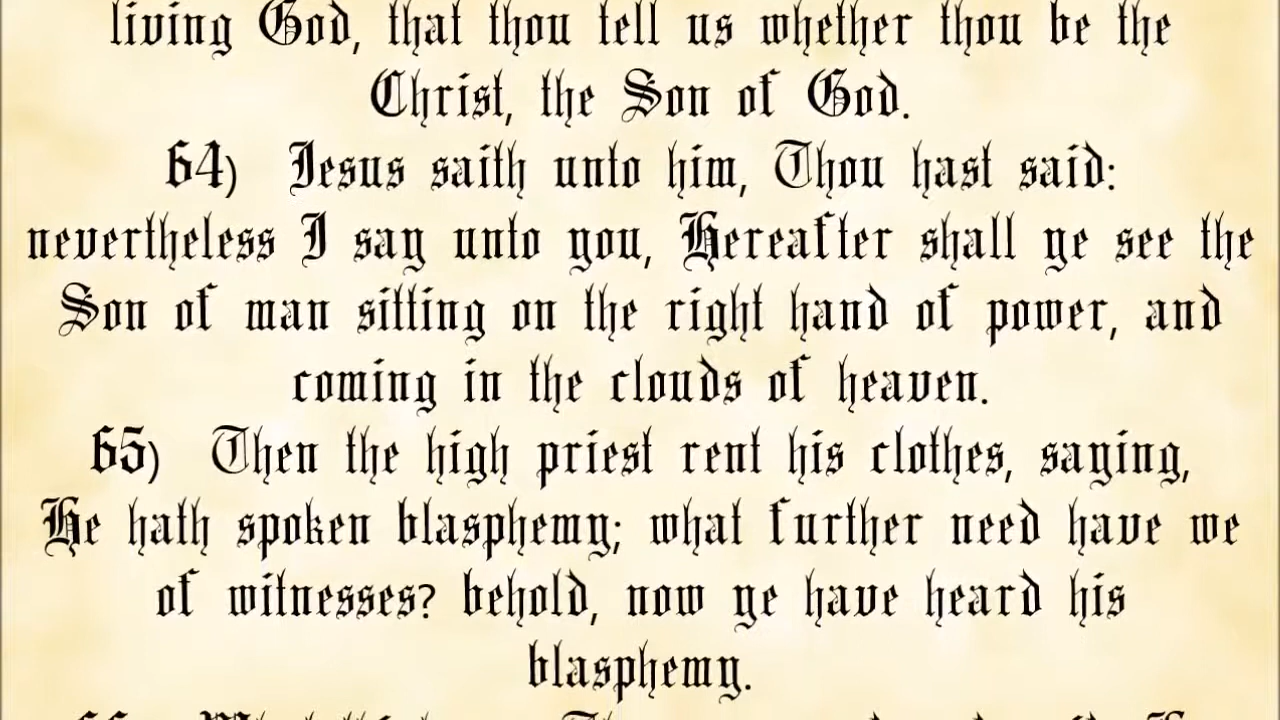 living God, that thou tell us whether thou be the
Christ, the Son of God.
64) Jesus saith unto him, Thou hast said:
nevertheless I say unto you, Hereafter shall ye see the
Son of man sitting on the right hand of power, and
coming in the clouds of heaven.
65) Then the high priest rent his clothes, saying,
He hath spoken blasphemy; what further need have we
of witnesses? behold, now ye have heard his
blasphemy.